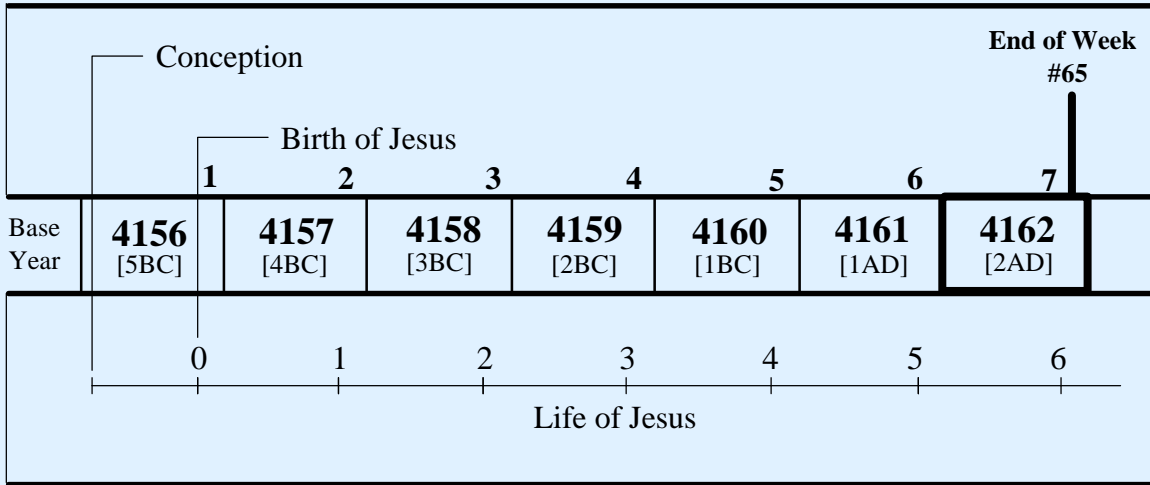 End of Week
#65
Conception
Birth of Jesus
1 2 3 4 5 6 7
Base
Year
4156 4157 4158 4159 4160 4161 4162
[5BC] [4BC] [3BC] [2BC] [1BC] [1AD] [2AD]
0 1 2 3 4 5 6
Life of Jesus